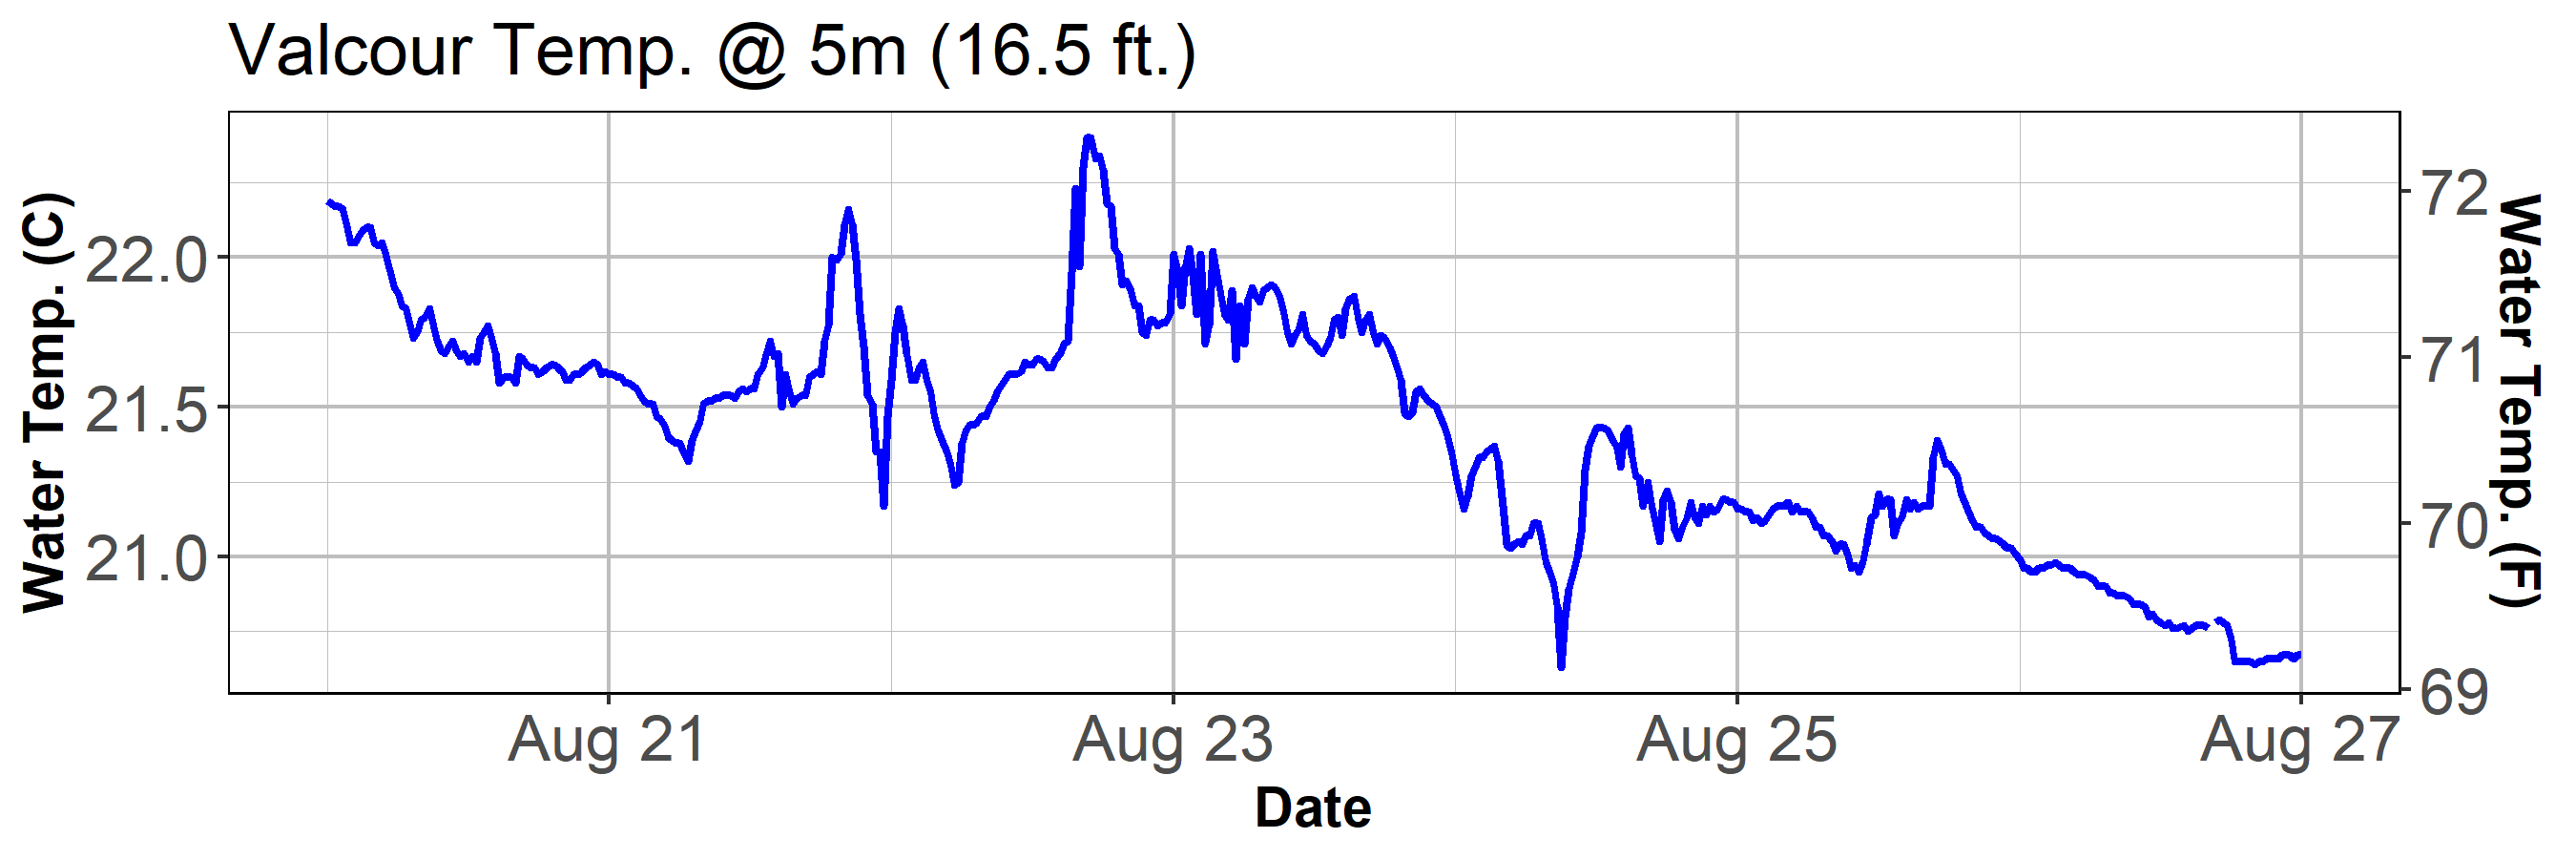 Valcour Temp. @ 5m (16.5 ft.)
Water Temp. (C)
22.0
21.5
21.0
72
71
70
69
Water Temp. (F)
Aug 21
Aug 23
Aug 25
Aug 27
Date